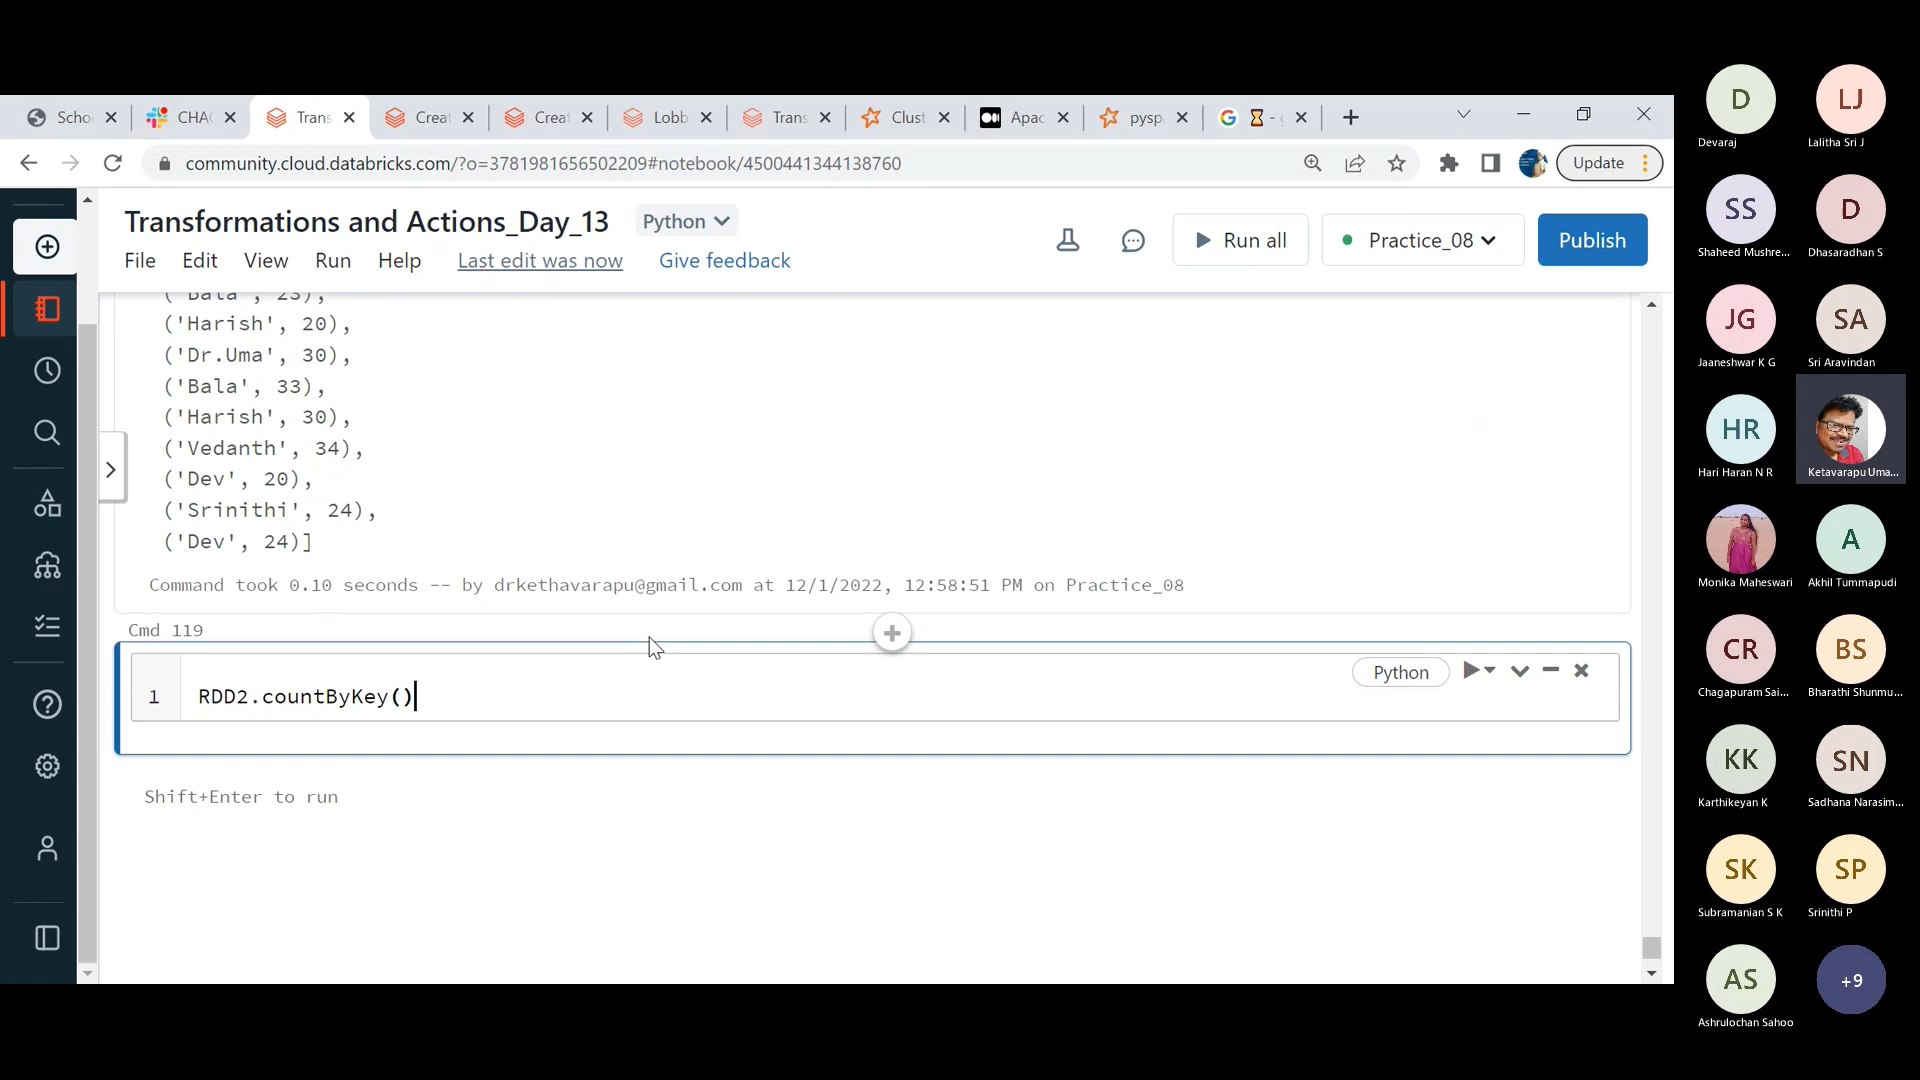 Scho
CHAC
Trans
Creat
Creat
Lobb
Trans
Clust
Apac
pysp
community.cloud.databricks.com/?o=3781981656502209#notebook/4500441344138760
Update
Transformations and Actions_Day_13
Python
File Edit View Run Help Last edit was now Give feedback
Run all
Practice_08
Publish
('Bala', 23),
('Harish', 20),
('Dr.Uma', 30),
('Bala', 33),
('Harish', 30),
('Vedanth', 34),
('Dev', 20),
('Srinithi', 24),
('Dev', 24)]
Command took 0.10 seconds -- by drkethavarapu@gmail.com at 12/1/2022, 12:58:51 PM on Practice_08
Cmd 119
Python
1 RDD2.countByKey()
Shift+Enter to run
D LJ
Devaraj Lalitha Sri J
SS D
Shaheed Mushre... Dhasaradhan S
JG SA
Jaaneshwar K G Sri Aravindan
HR
Hari Haran N R Ketavarapu Uma...
A
Monika Maheswari Akhil Tummapudi
CR BS
Chagapuram Sai... Bharathi Shunmu...
KK SN
Karthikeyan K Sadhana Narasim...
SK SP
Subramanian S K Srinithi P
AS +9
Ashrulochan Sahoo